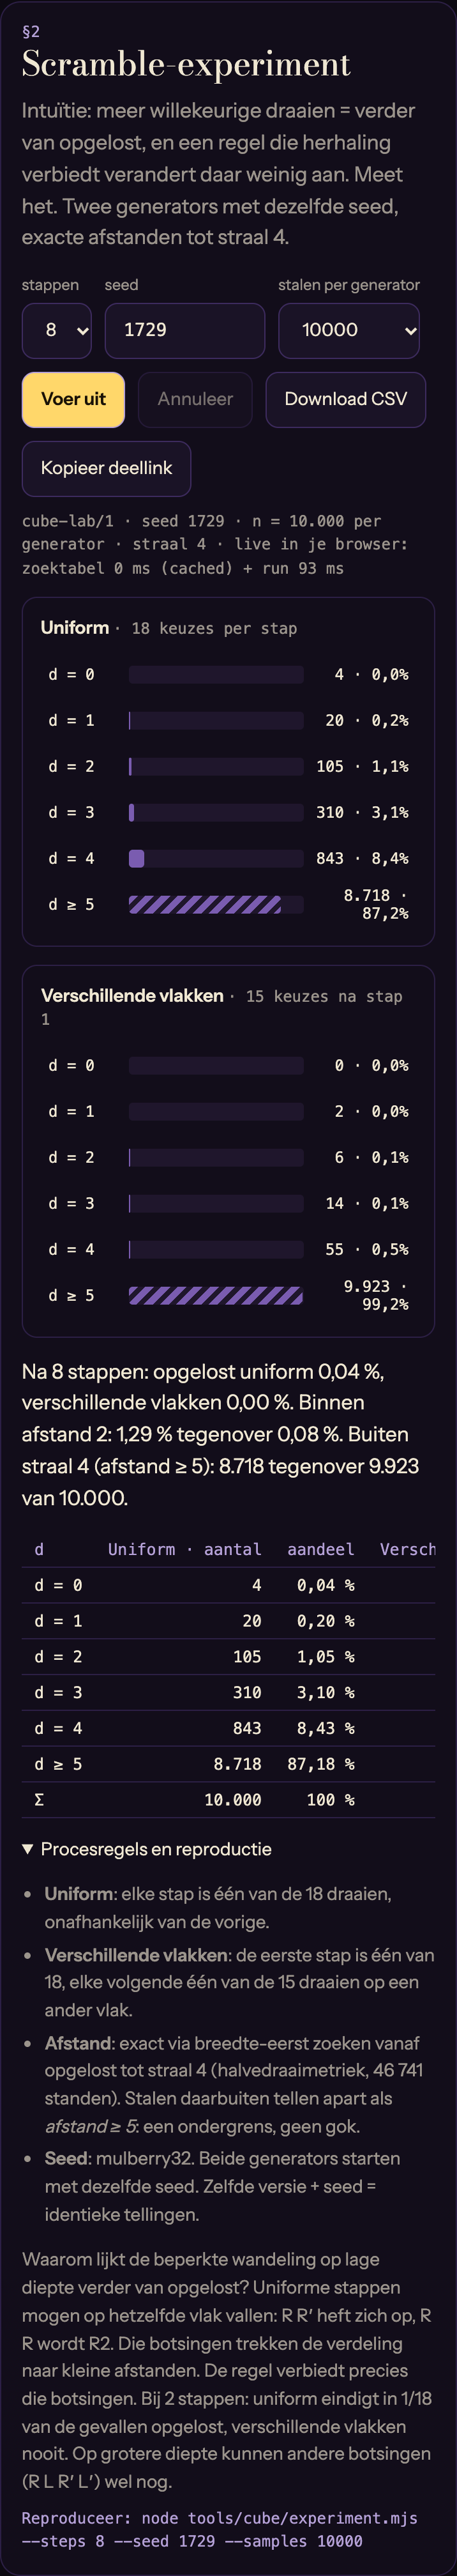 §2
Scramble-experiment
Intuïtie: meer willekeurige draaien = verder
van opgelost, en een regel die herhaling
verbiedt verandert daar weinig aan. Meet
het. Twee generators met dezelfde seed,
exacte afstanden tot straal 4.
stappen seed stalen per generator
8 1729 10000
Voer uit Annuleer Download CSV
Kopieer deellink
cube-lab/1 · seed 1729 · n = 10.000 per
generator · straal 4 · live in je browser:
zoektabel 0 ms (cached) + run 93 ms
Uniform · 18 keuzes per stap
d = 0 4 · 0,0%
d = 1 20 · 0,2%
d = 2 105 · 1,1%
d = 3 310 · 3,1%
d = 4 843 · 8,4%
d ≥ 5 8.718 ·
87,2%
Verschillende vlakken · 15 keuzes na stap
1
d = 0 0 · 0,0%
d = 1 2 · 0,0%
d = 2 6 · 0,1%
d = 3 14 · 0,1%
d = 4 55 · 0,5%
d ≥ 5 9.923 ·
99,2%
Na 8 stappen: opgelost uniform 0,04 %,
verschillende vlakken 0,00 %. Binnen
afstand 2: 1,29 % tegenover 0,08 %. Buiten
straal 4 (afstand ≥ 5): 8.718 tegenover 9.923
van 10.000.
d Uniform · aantal aandeel Versch
d = 0 4 0,04 %
d = 1 20 0,20 %
d = 2 105 1,05 %
d = 3 310 3,10 %
d = 4 843 8,43 %
d ≥ 5 8.718 87,18 %
Σ 10.000 100 %
▼ Procesregels en reproductie
• Uniform: elke stap is één van de 18 draaien,
onafhankelijk van de vorige.
• Verschillende vlakken: de eerste stap is één van
18, elke volgende één van de 15 draaien op een
ander vlak.
• Afstand: exact via breedte-eerst zoeken vanaf
opgelost tot straal 4 (halvedraaimetriek, 46 741
standen). Stalen daarbuiten tellen apart als
afstand ≥ 5: een ondergrens, geen gok.
• Seed: mulberry32. Beide generators starten
met dezelfde seed. Zelfde versie + seed =
identieke tellingen.
Waarom lijkt de beperkte wandeling op lage
diepte verder van opgelost? Uniforme stappen
mogen op hetzelfde vlak vallen: R R′ heft zich op, R
R wordt R2. Die botsingen trekken de verdeling
naar kleine afstanden. De regel verbiedt precies
die botsingen. Bij 2 stappen: uniform eindigt in 1/18
van de gevallen opgelost, verschillende vlakken
nooit. Op grotere diepte kunnen andere botsingen
(R L R′ L′) wel nog.
Reproduceer: node tools/cube/experiment.mjs
--steps 8 --seed 1729 --samples 10000